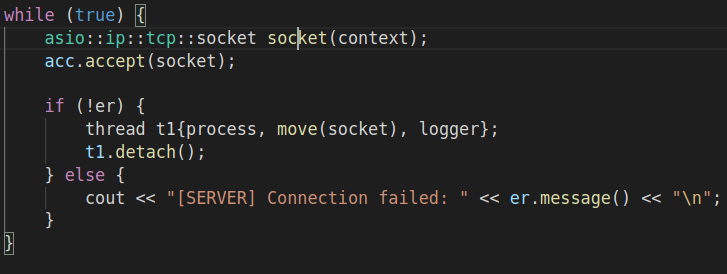 while (true) {
    asio::ip::tcp::socket socket(context);
    acc.accept(socket);

    if (!er) {
        thread t1{process, move(socket), logger};
        t1.detach();
    } else {
        cout << "[SERVER] Connection failed: " << er.message() << "\n";
    }
}